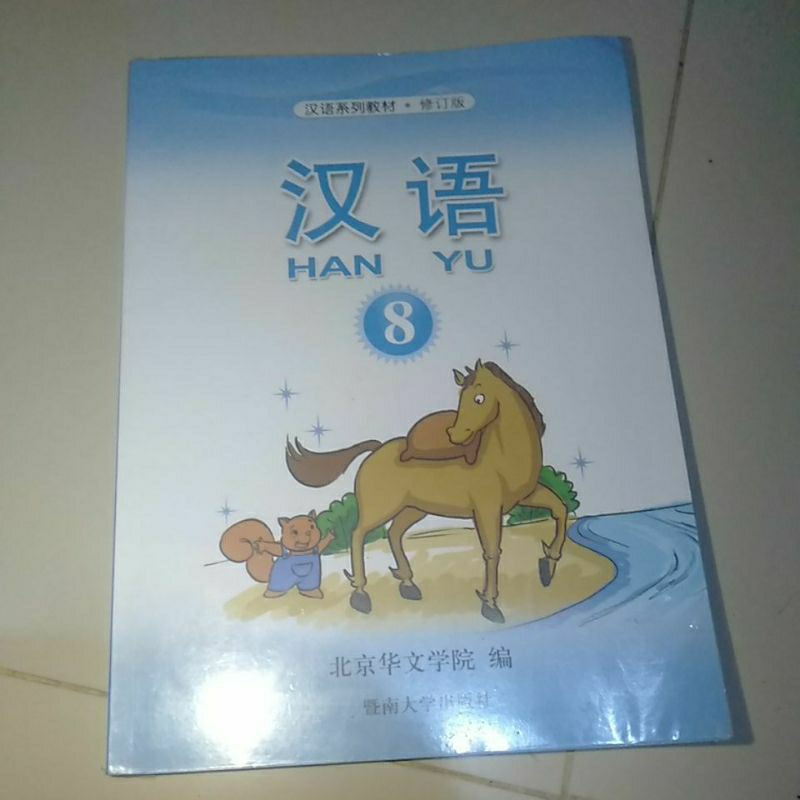 汉语系列教材·修订版
汉语
HAN YU
8
北京华文学院 编
暨南大学出版社